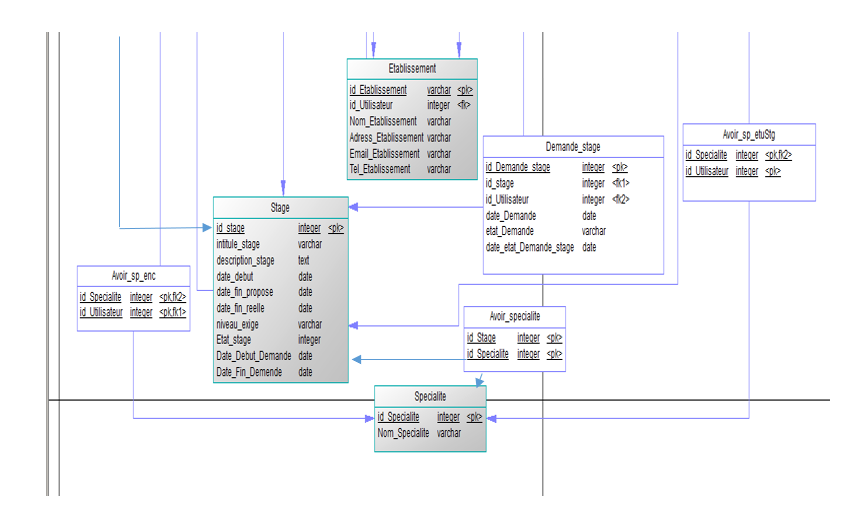 Etablissement
id_Etablissement varchar <pk>
id_Utilisateur integer <fk>
Nom_Etablissement varchar
Adress_Etablissement varchar
Email_Etablissement varchar
Tel_Etablissement varchar
Avoir_sp_etuStg
id_Specialite integer <pk,fk2>
id_Utilisateur integer <pk>
Demande_stage
id_Demande_stage integer <pk>
id_stage integer <fk1>
id_Utilisateur integer <fk2>
date_Demande date
etat_Demande varchar
date_etat_Demande_stage date
Stage
id_stage integer <pk>
intitule_stage varchar
description_stage text
date_debut date
date_fin_propose date
date_fin_reelle date
niveau_exige varchar
Etat_stage integer
Date_Debut_Demande date
Date_Fin_Demende date
Avoir_sp_enc
id_Specialite integer <pk,fk2>
id_Utilisateur integer <pk,fk1>
Avoir_specialite
id_Stage integer <pk>
id_Specialite integer <pk>
Specialite
id_Specialite integer <pk>
Nom_Specialite varchar